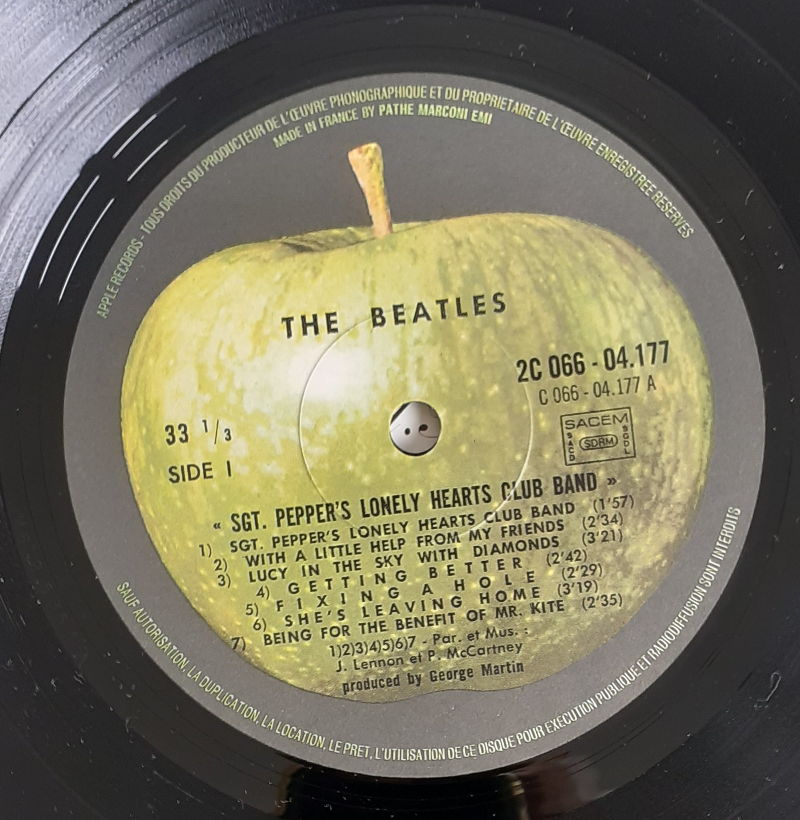 APPLE RECORDS - TOUS DROITS DU PRODUCTEUR DE L'ŒUVRE PHONOGRAPHIQUE ET DU PROPRIETAIRE DE L'ŒUVRE ENREGISTREE RESERVES
MADE IN FRANCE BY PATHE MARCONI EMI
THE BEATLES
2C 066 - 04.177
C 066 - 04.177 A
33 1/3
SIDE I
SACEM
SACD
SDRM
SGDL
« SGT. PEPPER'S LONELY HEARTS CLUB BAND »
1) SGT. PEPPER'S LONELY HEARTS CLUB BAND (1'57)
2) WITH A LITTLE HELP FROM MY FRIENDS (2'34)
3) LUCY IN THE SKY WITH DIAMONDS (3'21)
4) GETTING BETTER (2'42)
5) FIXING A HOLE (2'29)
6) SHE'S LEAVING HOME (3'19)
7) BEING FOR THE BENEFIT OF MR. KITE (2'35)
1)2)3)4)5)6)7 - Par. et Mus. :
J. Lennon et P. McCartney
produced by George Martin
SAUF AUTORISATION, LA DUPLICATION, LA LOCATION, LE PRET, L'UTILISATION DE CE DISQUE POUR EXECUTION PUBLIQUE ET RADIODIFFUSION SONT INTERDITS